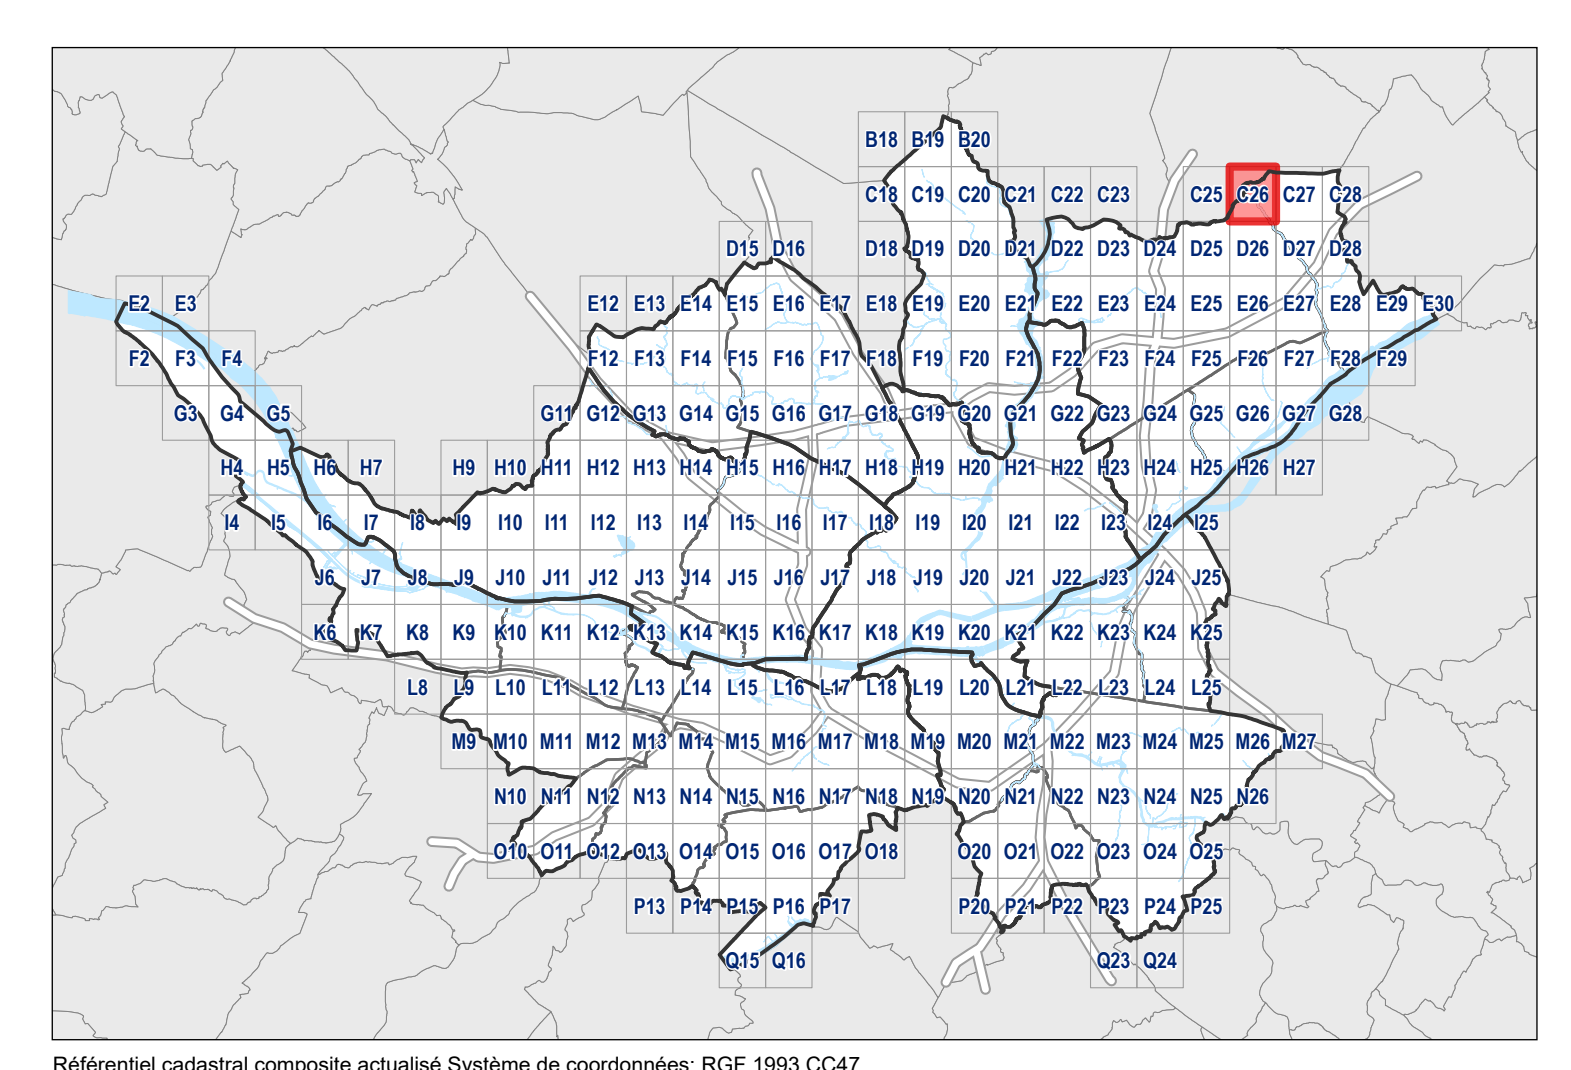 B18 B19 B20
C18 C19 C20 C21 C22 C23 C25 C26 C27 C28
D15 D16 D18 D19 D20 D21 D22 D23 D24 D25 D26 D27 D28
E2 E3 E12 E13 E14 E15 E16 E17 E18 E19 E20 E21 E22 E23 E24 E25 E26 E27 E28 E29 E30
F2 F3 F4 F12 F13 F14 F15 F16 F17 F18 F19 F20 F21 F22 F23 F24 F25 F26 F27 F28 F29
G3 G4 G5 G11 G12 G13 G14 G15 G16 G17 G18 G19 G20 G21 G22 G23 G24 G25 G26 G27 G28
H4 H5 H6 H7 H9 H10 H11 H12 H13 H14 H15 H16 H17 H18 H19 H20 H21 H22 H23 H24 H25 H26 H27
I4 I5 I6 I7 I8 I9 I10 I11 I12 I13 I14 I15 I16 I17 I18 I19 I20 I21 I22 I23 I24 I25
J6 J7 J8 J9 J10 J11 J12 J13 J14 J15 J16 J17 J18 J19 J20 J21 J22 J23 J24 J25
K6 K7 K8 K9 K10 K11 K12 K13 K14 K15 K16 K17 K18 K19 K20 K21 K22 K23 K24 K25
L8 L9 L10 L11 L12 L13 L14 L15 L16 L17 L18 L19 L20 L21 L22 L23 L24 L25
M9 M10 M11 M12 M13 M14 M15 M16 M17 M18 M19 M20 M21 M22 M23 M24 M25 M26 M27
N10 N11 N12 N13 N14 N15 N16 N17 N18 N19 N20 N21 N22 N23 N24 N25 N26
O10 O11 O12 O13 O14 O15 O16 O17 O18 O20 O21 O22 O23 O24 O25
P13 P14 P15 P16 P17 P20 P21 P22 P23 P24 P25
Q15 Q16 Q23 Q24
Référentiel cadastral composite actualisé Système de coordonnées: RGF 1993 CC47